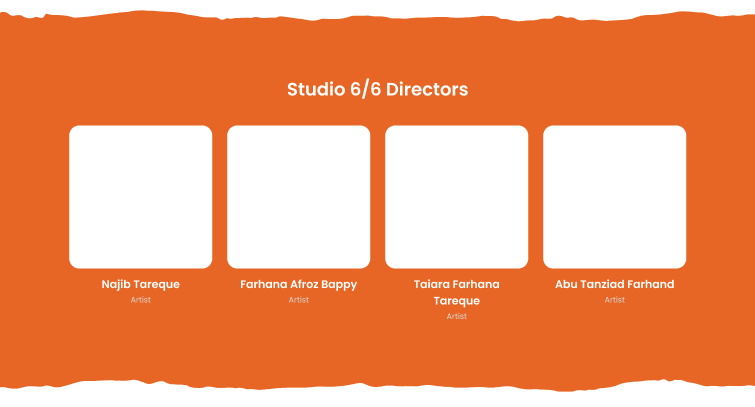 Studio 6/6 Directors
Najib Tareque
Artist
Farhana Afroz Bappy
Artist
Taiara Farhana
Tareque
Artist
Abu Tanziad Farhand
Artist